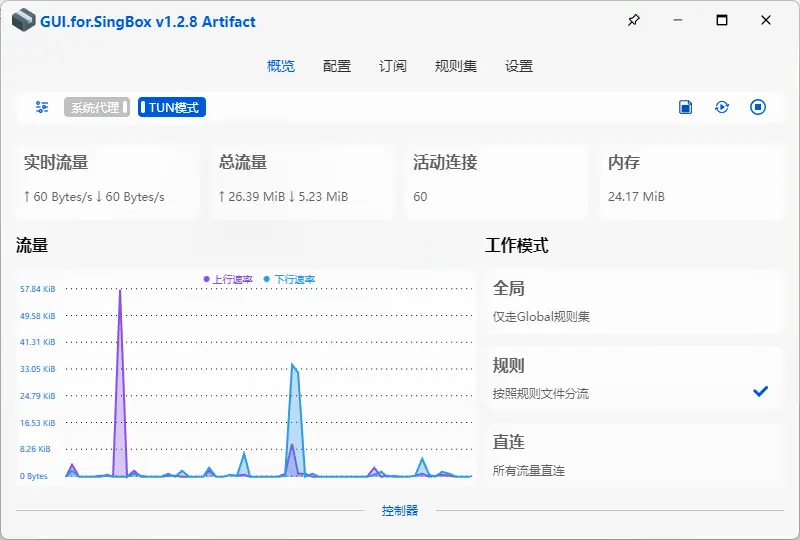 GUI.for.SingBox v1.2.8 Artifact
概览 配置 订阅 规则集 设置
系统代理 TUN模式
实时流量 总流量 活动连接 内存
↑ 60 Bytes/s ↓ 60 Bytes/s ↑ 26.39 MiB ↓ 5.23 MiB 60 24.17 MiB
流量
上行速率 下行速率
57.84 KiB
49.58 KiB
41.31 KiB
33.05 KiB
24.79 KiB
16.53 KiB
8.26 KiB
0 Bytes
工作模式
全局
仅走Global规则集
规则
按照规则文件分流
直连
所有流量直连
控制器